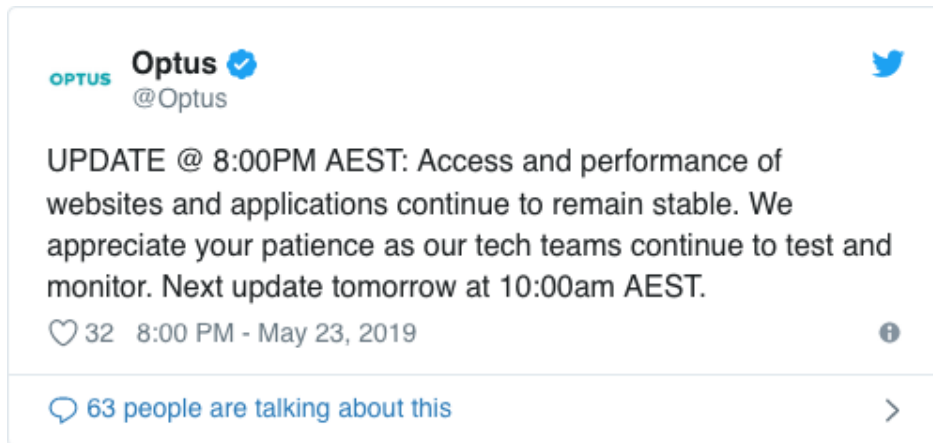 OPTUS
Optus
@Optus
UPDATE @ 8:00PM AEST: Access and performance of
websites and applications continue to remain stable. We
appreciate your patience as our tech teams continue to test and
monitor. Next update tomorrow at 10:00am AEST.
32 8:00 PM - May 23, 2019
63 people are talking about this